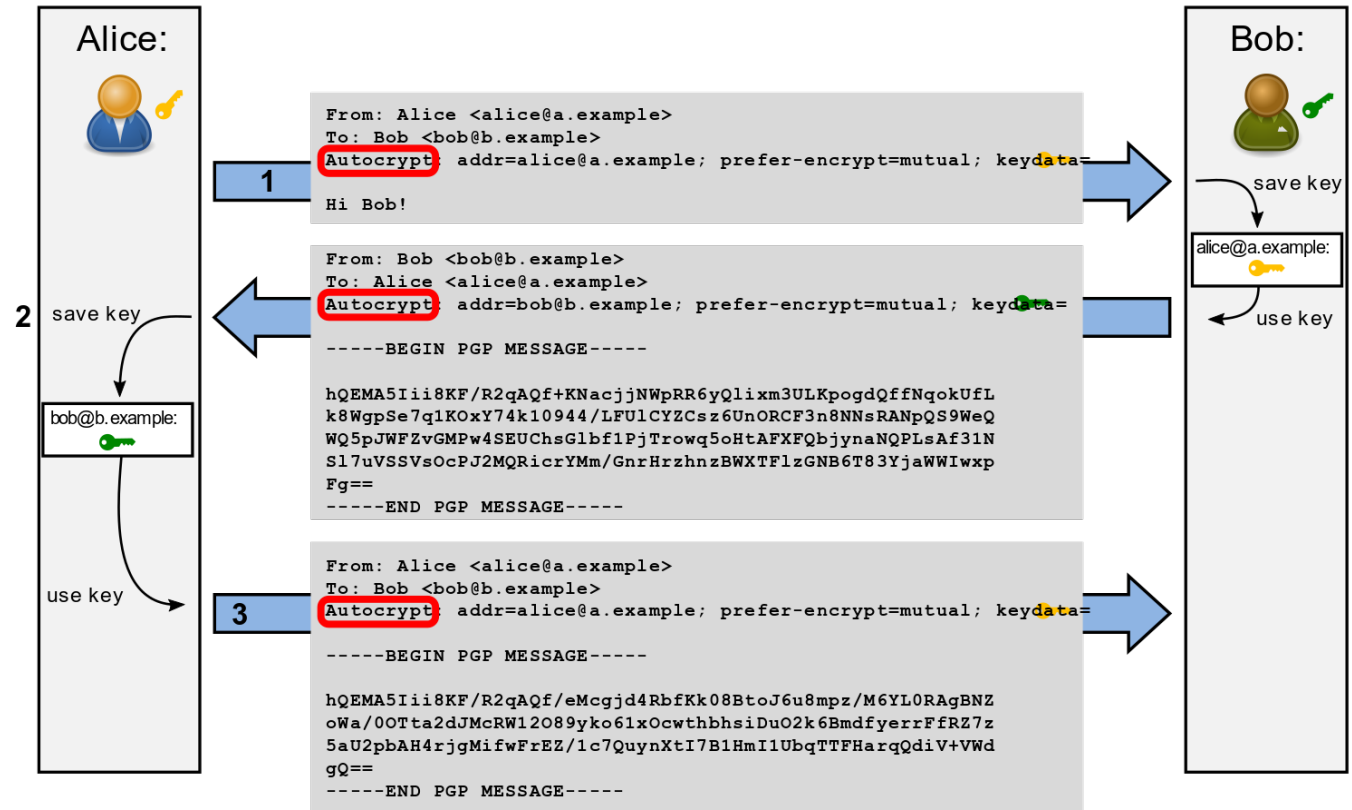 Alice:
Bob:
From: Alice <alice@a.example>
To: Bob <bob@b.example>
Autocrypt: addr=alice@a.example; prefer-encrypt=mutual; keydata=
Hi Bob!
1
save key
alice@a.example:
use key
From: Bob <bob@b.example>
To: Alice <alice@a.example>
Autocrypt: addr=bob@b.example; prefer-encrypt=mutual; keydata=
-----BEGIN PGP MESSAGE-----
hQEMA5Iii8KF/R2qAQf+KNacjjNWpRR6yQlixm3ULKpogdQffNqokUfL
k8WgpSe7q1KOxY74k10944/LFUlCYZCsz6UnORCF3n8NNsRANpQS9WeQ
WQ5pJWFZvGMPw4SEUChsGlbf1PjTrowq5oHtAFXFQbjynaNQPLsAf31N
Sl7uVSSVsOcPJ2MQRicrYMm/GnrHrzhnzBWXTFlzGNB6T83YjaWWIwxp
Fg==
-----END PGP MESSAGE-----
2
save key
bob@b.example:
use key
From: Alice <alice@a.example>
To: Bob <bob@b.example>
Autocrypt: addr=alice@a.example; prefer-encrypt=mutual; keydata=
3
-----BEGIN PGP MESSAGE-----
hQEMA5Iii8KF/R2qAQf/eMcgjd4RbfKk08BtoJ6u8mpz/M6YL0RAgBNZ
oWa/0OTta2dJMcRW12O89yko61xOcwthbhsiDuO2k6BmdfyerrFfRZ7z
5aU2pbAH4rjgMifwFrEZ/1c7QuynXtI7B1HmI1UbqTTFHarqQdiV+VWd
gQ==
-----END PGP MESSAGE-----